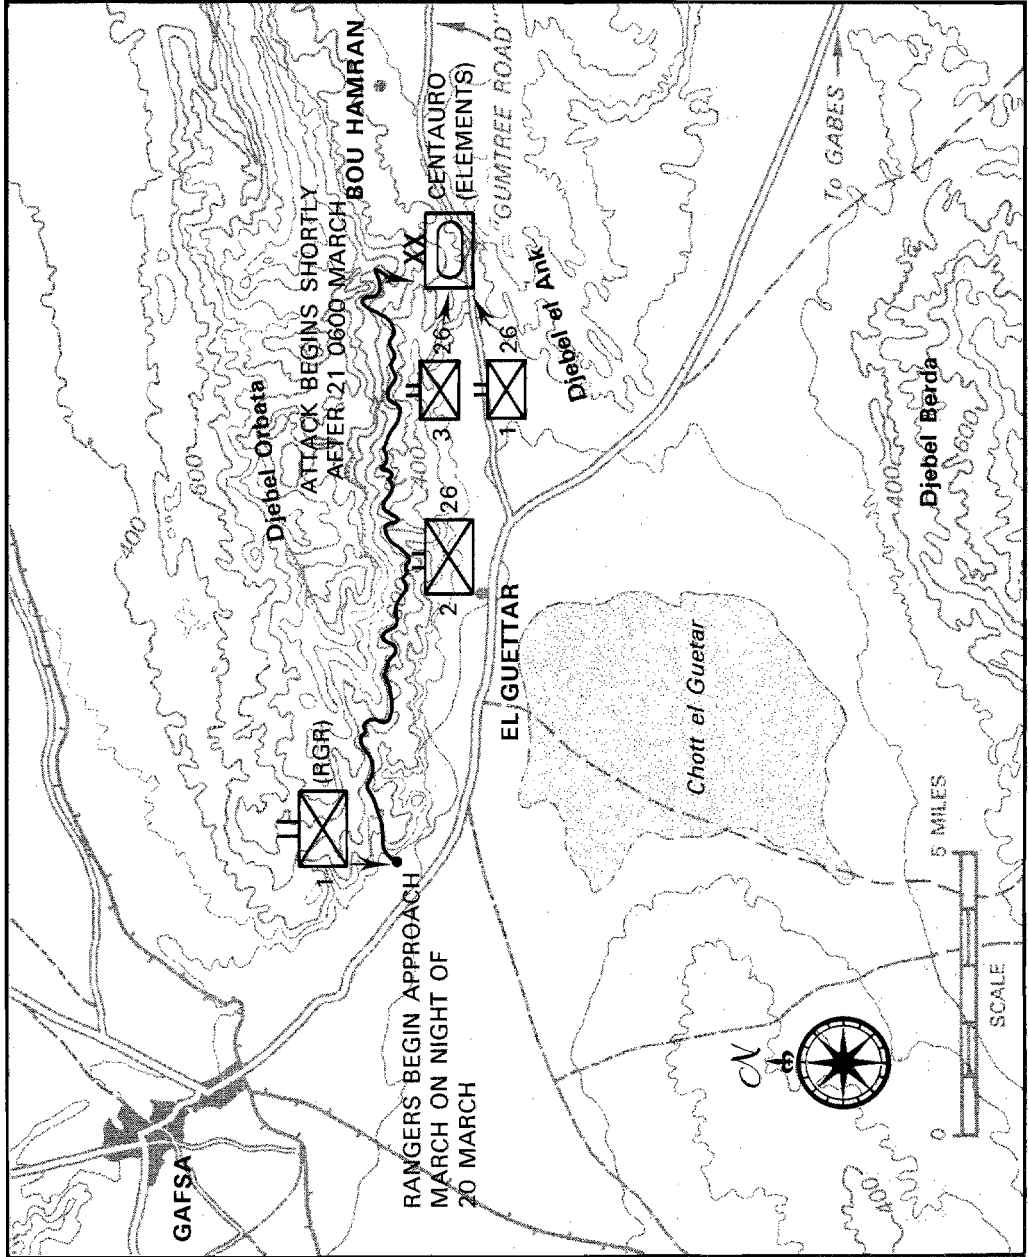 GAFSA
400
600
Djebel Orbata
ATTACK BEGINS SHORTLY
AFTER 21 0600 MARCH
BOU HAMRAN
1
(RGR)
RANGERS BEGIN APPROACH
MARCH ON NIGHT OF
20 MARCH
400
2
26
3
26
1
26
XX
CENTAURO
(ELEMENTS)
"GUMTREE ROAD"
EL GUETTAR
Djebel el Ank
Chott el Guetar
N
To GABES
400
600
Djebel Berda
400
0
5 MILES
SCALE